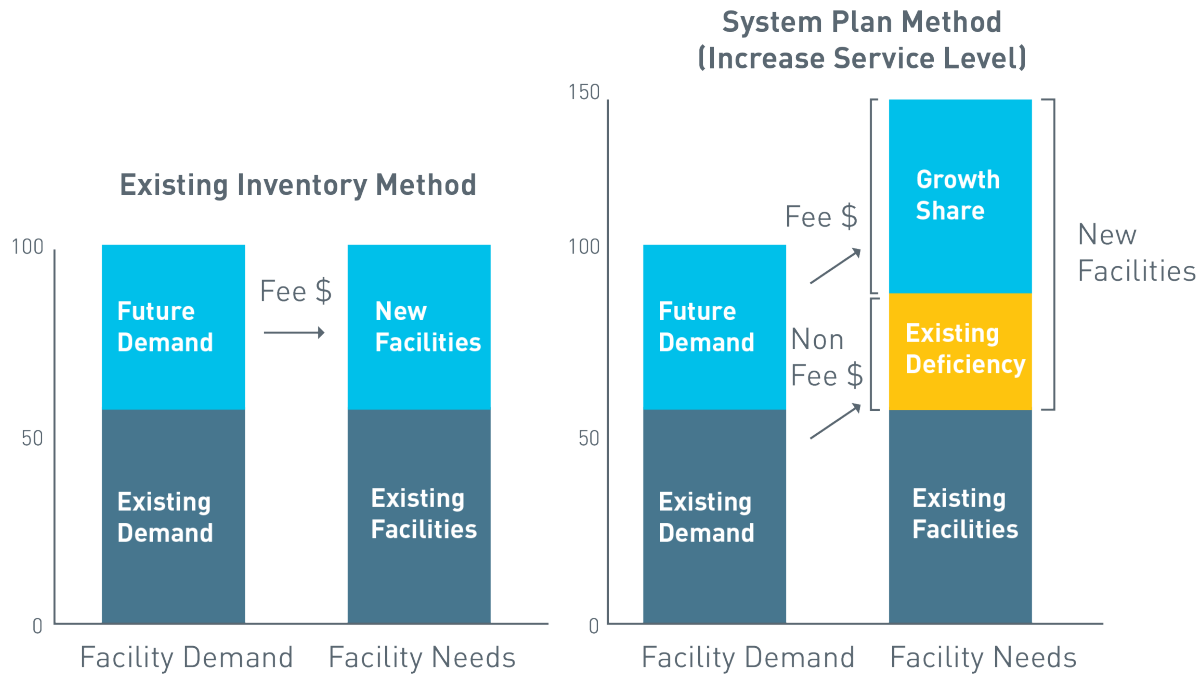 Existing Inventory Method
100
50
0
Future
Demand
Existing
Demand
Fee $
New
Facilities
Existing
Facilities
Facility Demand
Facility Needs
System Plan Method
(Increase Service Level)
150
100
50
0
Future
Demand
Existing
Demand
Fee $
Non
Fee $
Growth
Share
Existing
Deficiency
Existing
Facilities
New
Facilities
Facility Demand
Facility Needs